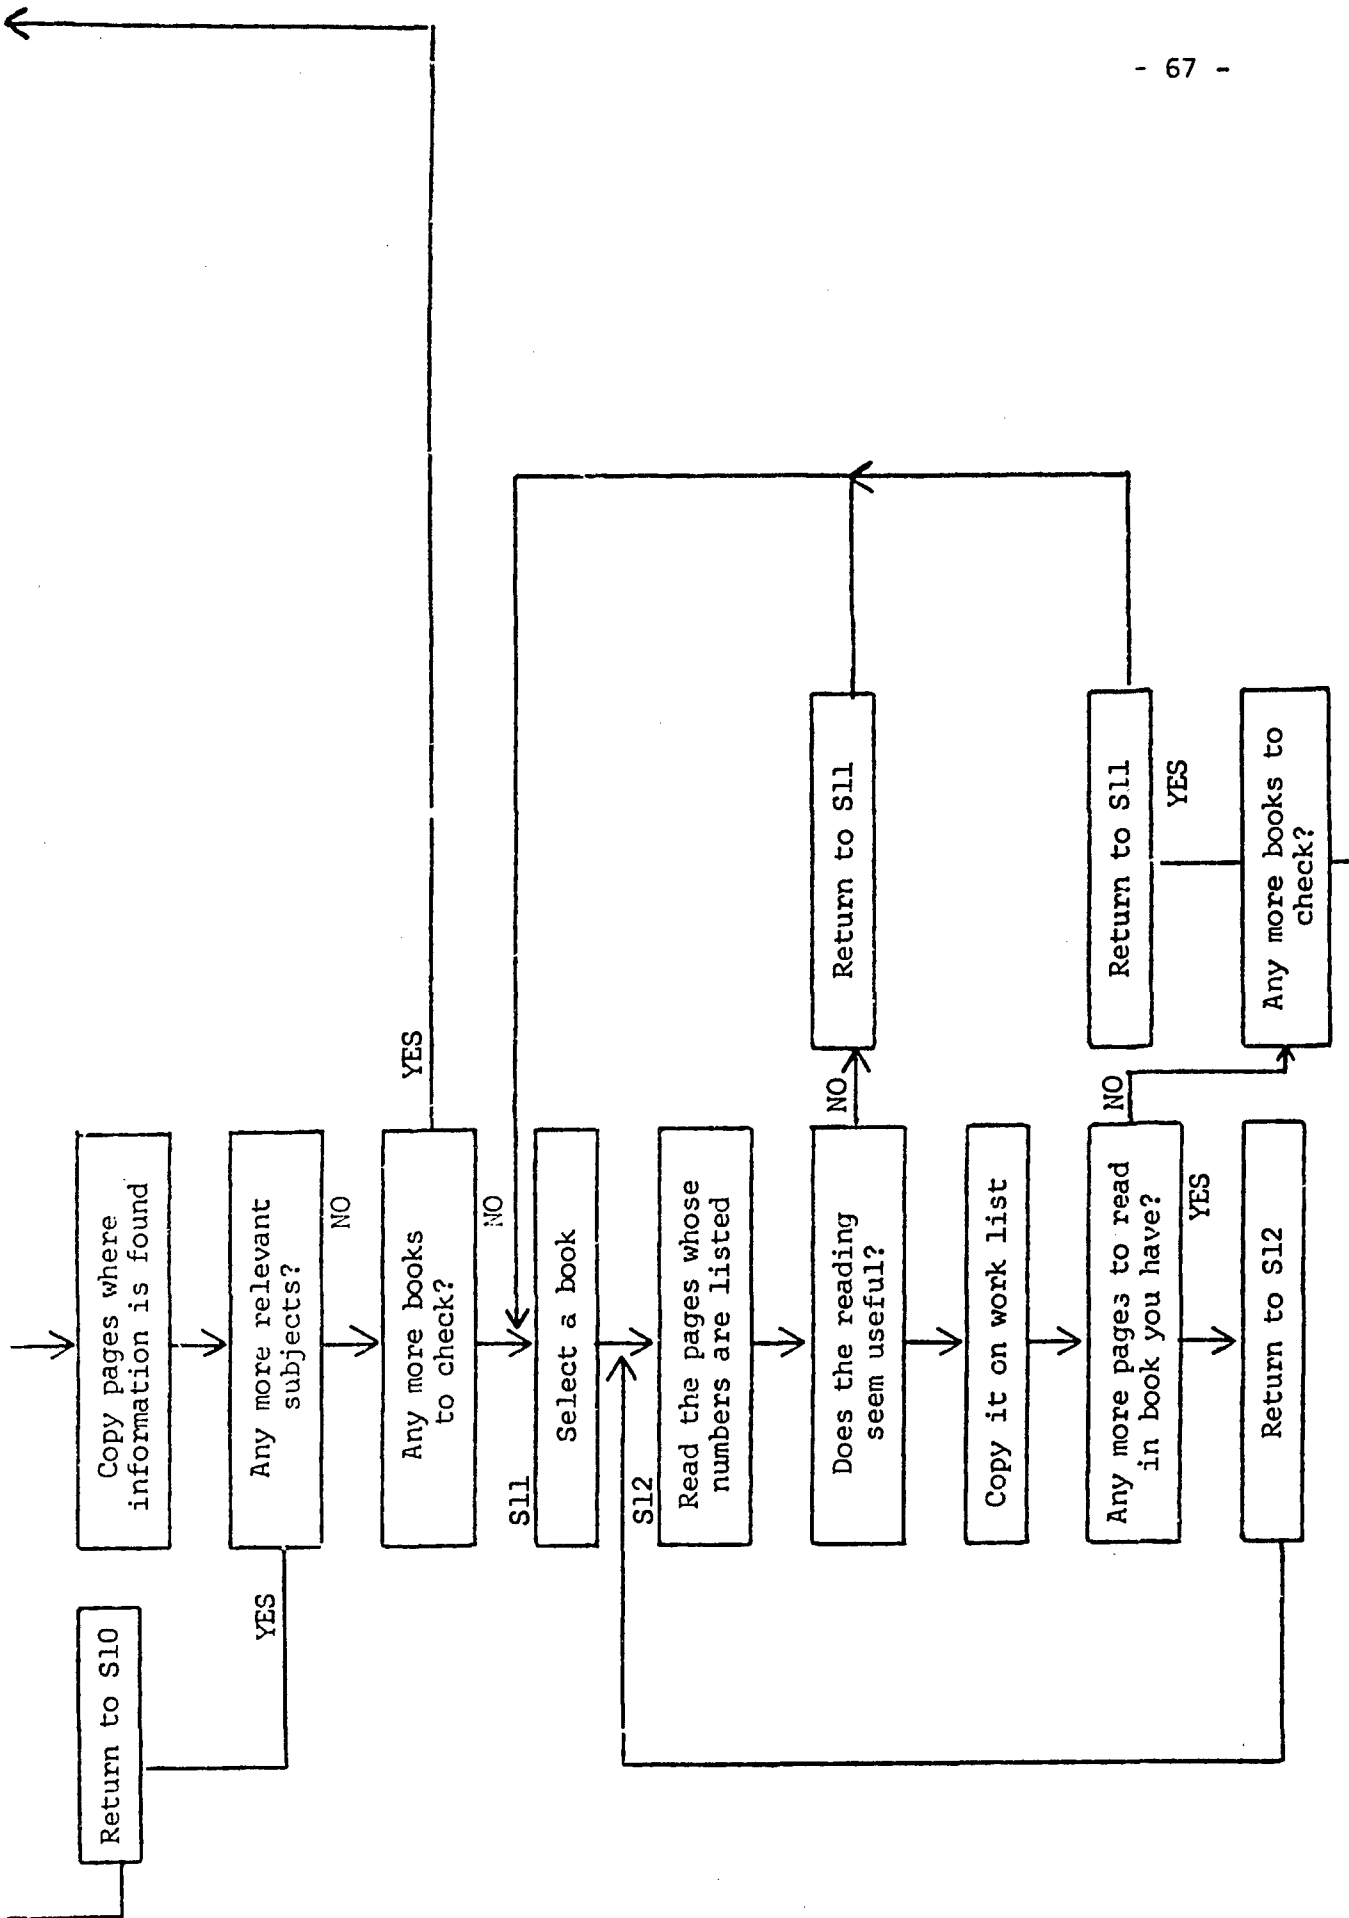 - 67 -
Return to S10
YES
Copy pages where
information is found
Any more relevant
subjects?
NO
Any more books
to check?
YES
NO
S11
Select a book
S12
Read the pages whose
numbers are listed
Does the reading
seem useful?
NO
Return to S11
Copy it on work list
Any more pages to read
in book you have?
NO
YES
Return to S12
Return to S11
YES
Any more books to
check?